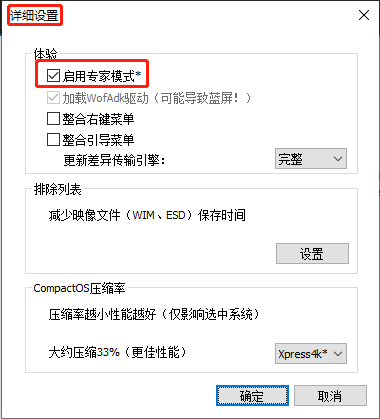 详细设置
体验
启用专家模式*
加载WofAdk驱动(可能导致蓝屏!)
整合右键菜单
整合引导菜单
更新差异传输引擎: 完整
排除列表
减少映像文件(WIM、ESD)保存时间
设置
CompactOS压缩率
压缩率越小性能越好(仅影响选中系统)
大约压缩33%(更佳性能) Xpress4k*
确定 取消